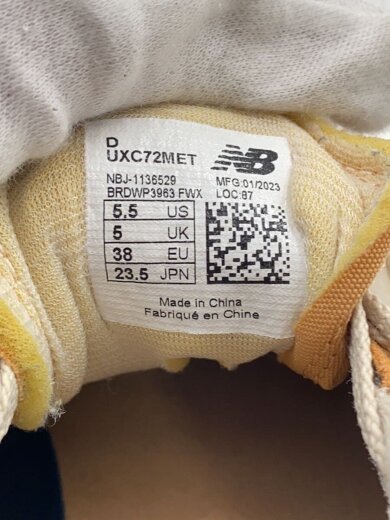 D
UXC72MET
NB
NBJ-1136529 MFG:01/2023
BRDWP3963 FWX LOC:87
5.5 US
5 UK
38 EU
23.5 JPN
Made in China
Fabriqué en Chine